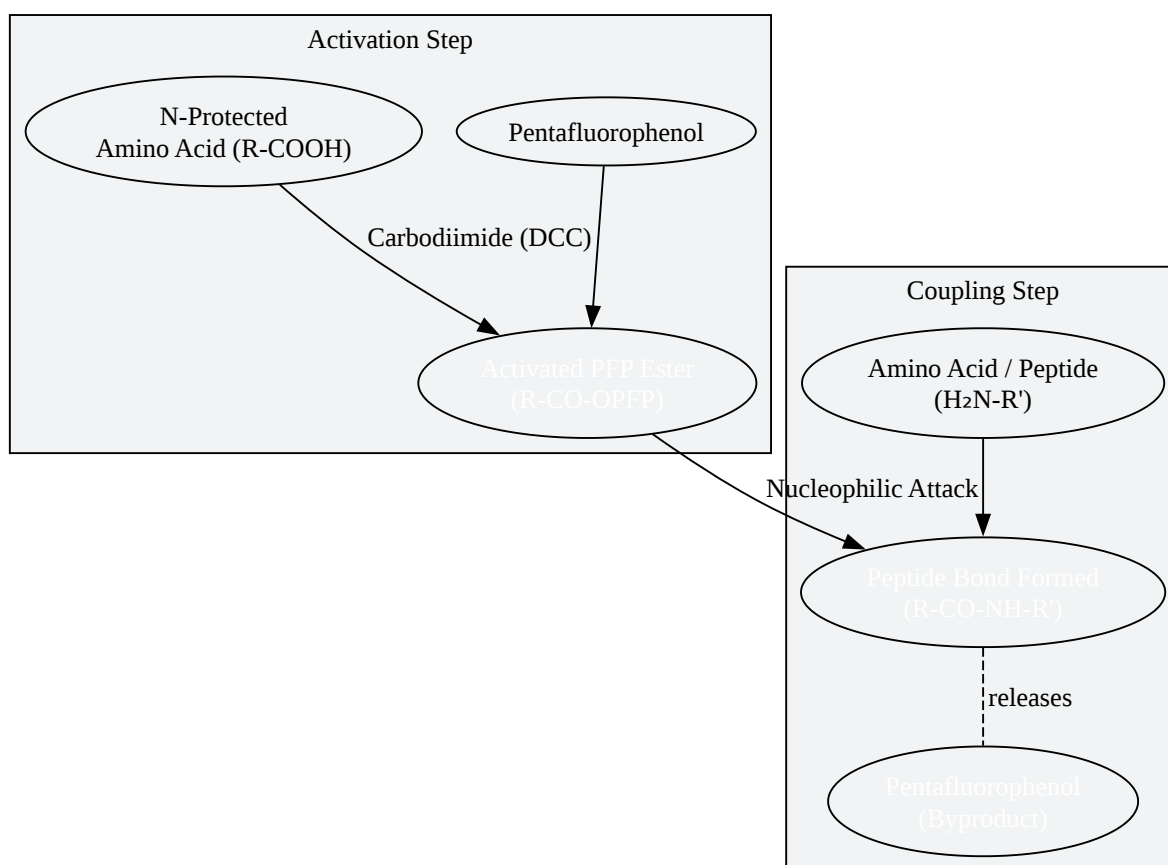 Activation Step
N-Protected
Amino Acid (R-COOH)
Pentafluorophenol
Carbodiimide (DCC)
Activated PFP Ester
(R-CO-OPFP)
Coupling Step
Amino Acid / Peptide
(H₂N-R')
Nucleophilic Attack
Peptide Bond Formed
(R-CO-NH-R')
releases
Pentafluorophenol
(Byproduct)